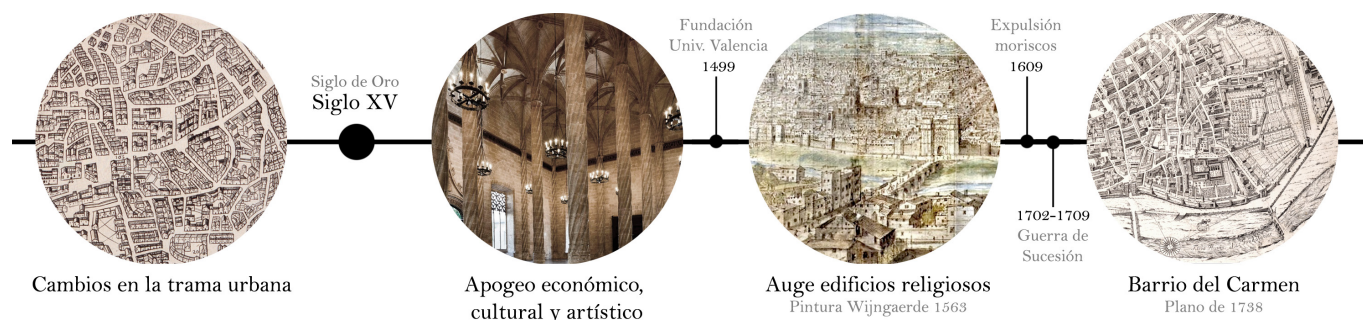 Cambios en la trama urbana
Siglo de Oro
Siglo XV
Apogeo económico,
cultural y artístico
Fundación
Univ. Valencia
1499
Auge edificios religiosos
Pintura Wijngaerde 1563
Expulsión
moriscos
1609
1702-1709
Guerra de
Sucesión
Barrio del Carmen
Plano de 1738